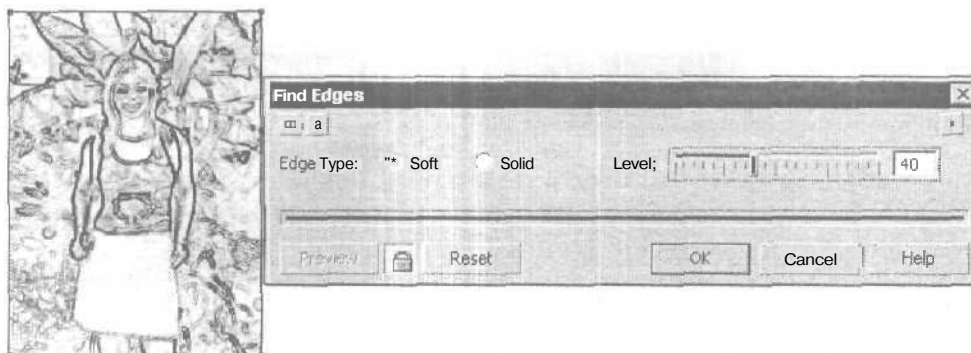 Find Edges
a
Edge Type: "* Soft Solid Level; 40
Preview Reset OK Cancel Help